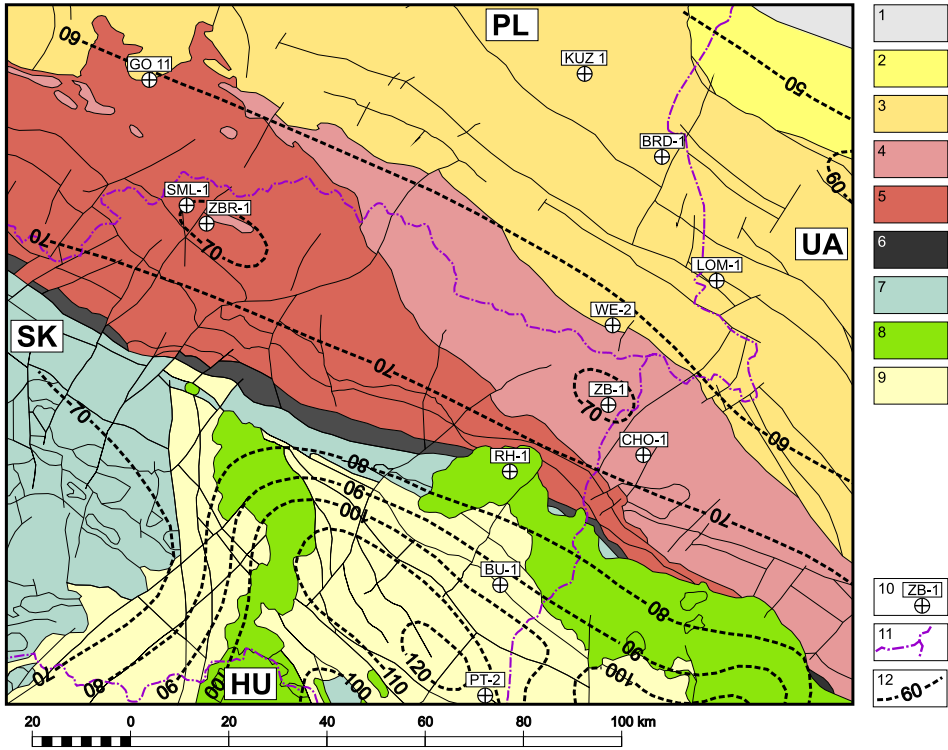 PL
60
GO 11
KUZ 1
50
BRD-1
60
SML-1
ZBR-1
70
70
UA
LOM-1
SK
WE-2
70
70
ZB-1
70
60
CHO-1
RH-1
80
90
100
70
BU-1
80
90
100
120
110
100
100
90
80
70
HU
PT-2
1
2
3
4
5
6
7
8
9
10 ZB-1
11
12 60
20 0 20 40 60 80 100 km